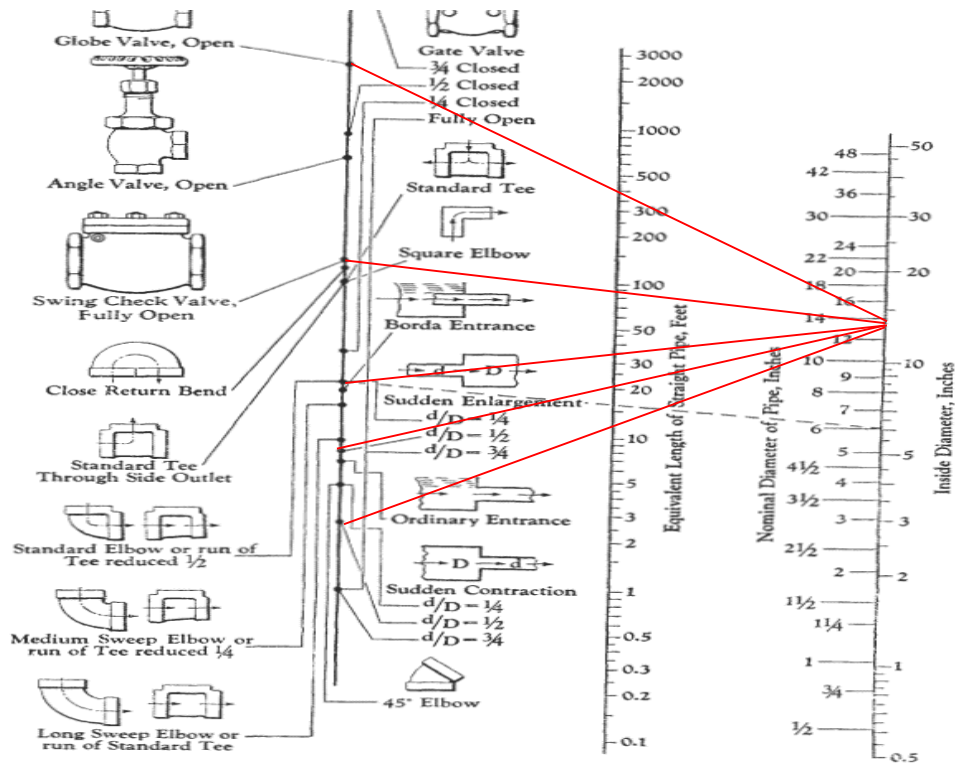 Globe Valve, Open
Angle Valve, Open
Swing Check Valve,
Fully Open
Close Return Bend
Standard Tee
Through Side Outlet
Standard Elbow or run of
Tee reduced ½
Medium Sweep Elbow or
run of Tee reduced ¼
Long Sweep Elbow or
run of Standard Tee
Gate Valve
¾ Closed
½ Closed
¼ Closed
Fully Open
Standard Tee
Square Elbow
Borda Entrance
d D
Sudden Enlargement
d/D = ¼
d/D = ½
d/D = ¾
Ordinary Entrance
D d
Sudden Contraction
d/D = ¼
d/D = ½
d/D = ¾
45° Elbow
3000
2000
1000
500
300
200
100
50
30
20
10
5
3
2
1
0.5
0.3
0.2
0.1
Equivalent Length of Straight Pipe, Feet
48
42
36
30
24
22
20
18
16
14
12
10
9
8
7
6
5
4½
4
3½
3
2½
2
1½
1¼
1
¾
½
Nominal Diameter of Pipe, Inches
50
30
20
10
5
3
2
1
0.5
Inside Diameter, Inches